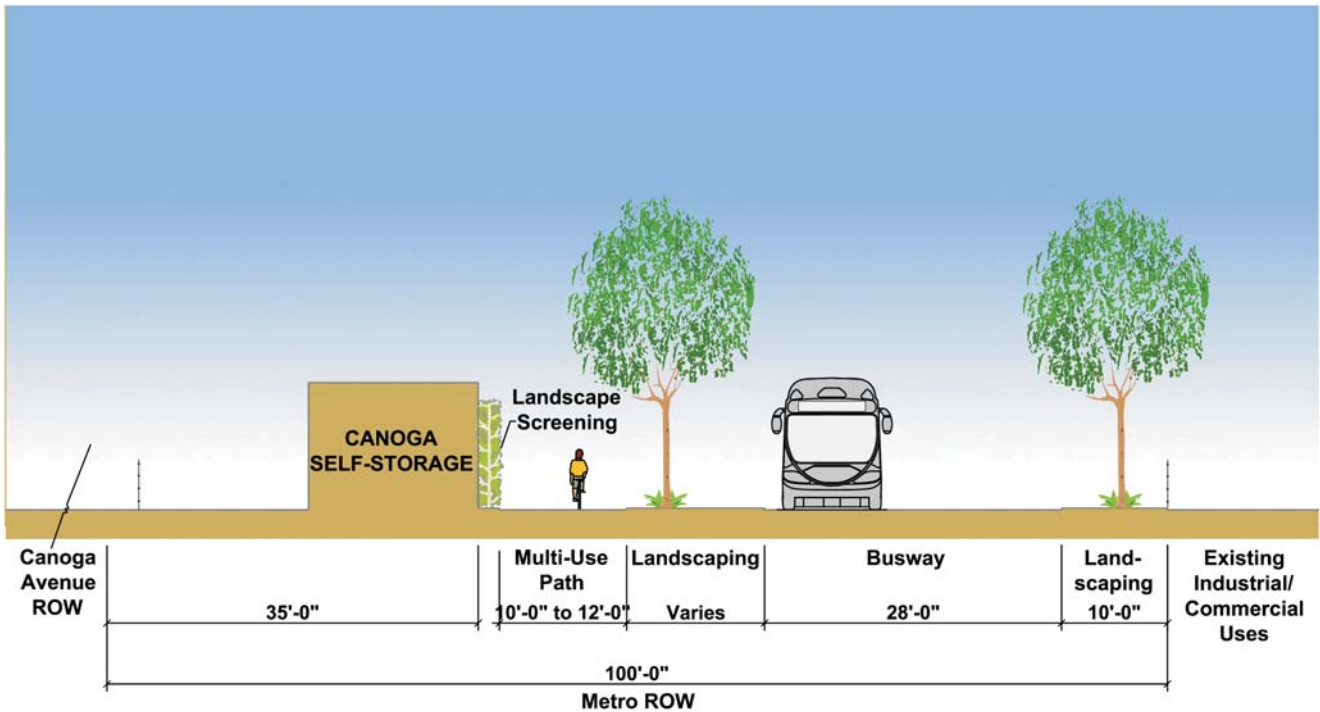 Landscape
Screening
CANOGA
SELF-STORAGE
Canoga
Avenue
ROW
35'-0"
Multi-Use
Path
10'-0" to 12'-0"
Landscaping
Varies
Busway
28'-0"
Land-
scaping
10'-0"
Existing
Industrial/
Commercial
Uses
100'-0"
Metro ROW